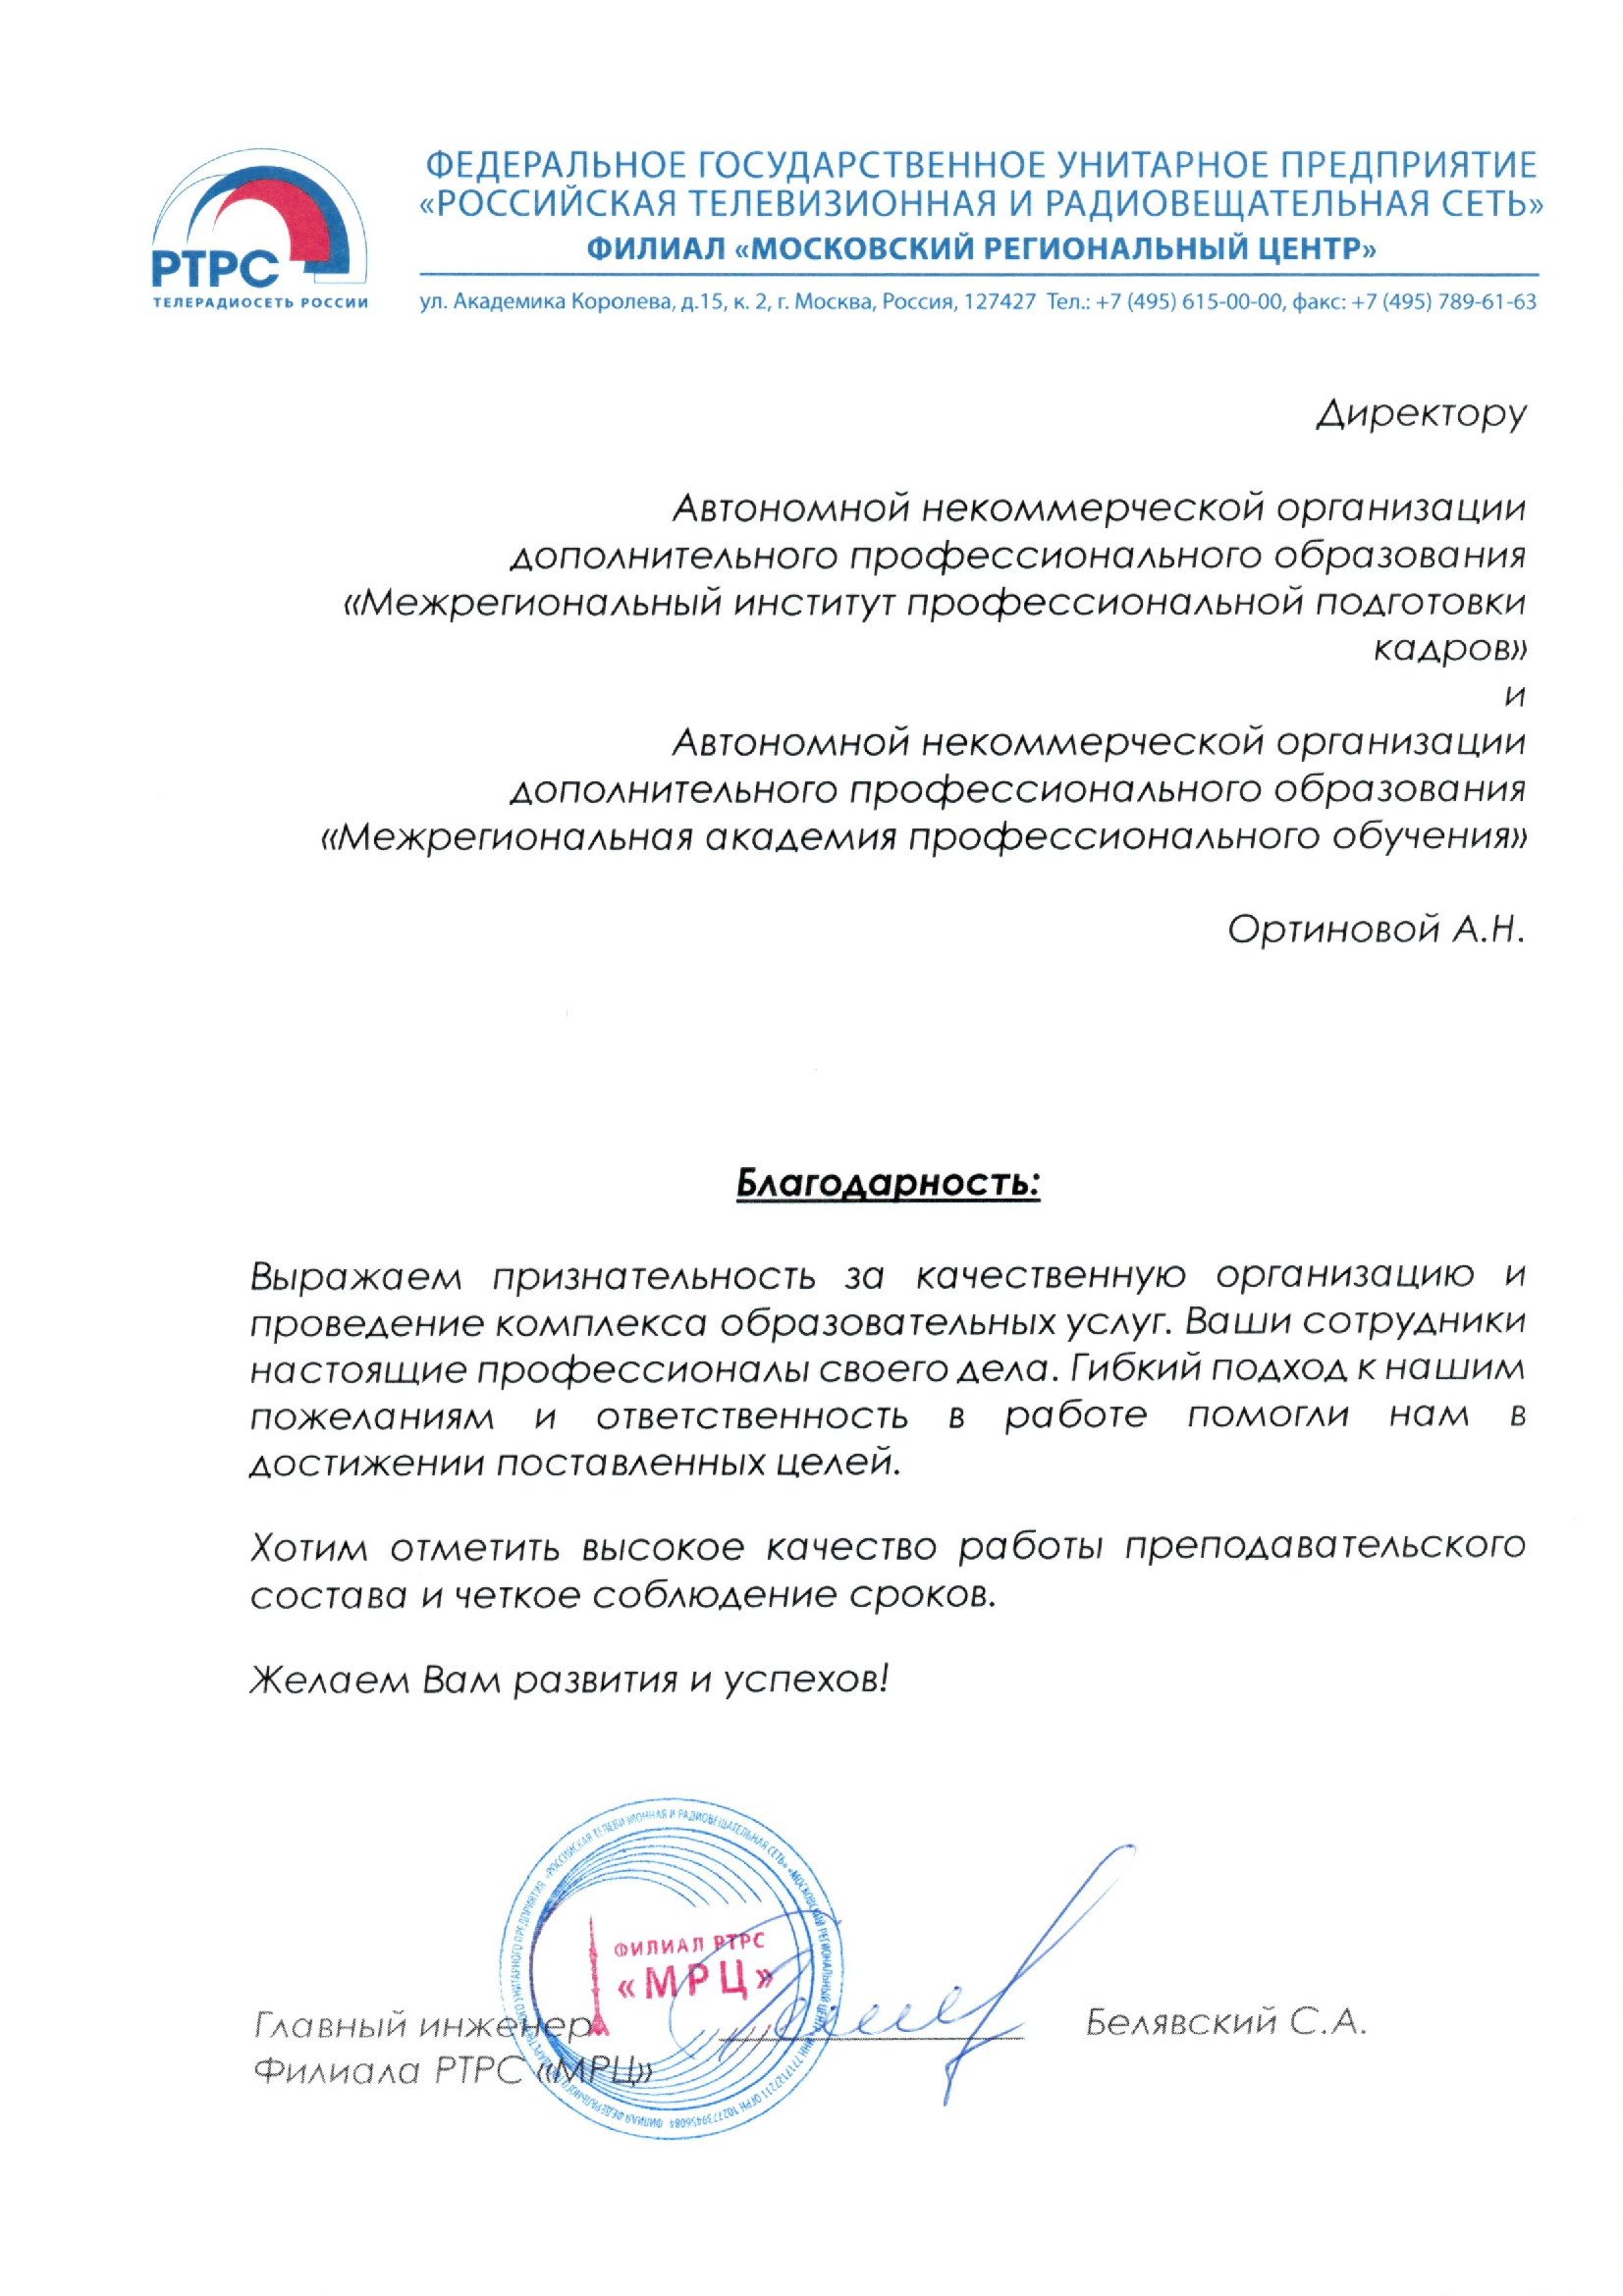 РТРС
ТЕЛЕРАДИОСЕТЬ РОССИИ
ФЕДЕРАЛЬНОЕ ГОСУДАРСТВЕННОЕ УНИТАРНОЕ ПРЕДПРИЯТИЕ
«РОССИЙСКАЯ ТЕЛЕВИЗИОННАЯ И РАДИОВЕЩАТЕЛЬНАЯ СЕТЬ»
ФИЛИАЛ «МОСКОВСКИЙ РЕГИОНАЛЬНЫЙ ЦЕНТР»
ул. Академика Королева, д.15, к. 2, г. Москва, Россия, 127427 Тел.: +7 (495) 615-00-00, факс: +7 (495) 789-61-63
Директору
Автономной некоммерческой организации
дополнительного профессионального образования
«Межрегиональный институт профессиональной подготовки
кадров»
и
Автономной некоммерческой организации
дополнительного профессионального образования
«Межрегиональная академия профессионального обучения»
Ортиновой А.Н.
Благодарность:
Выражаем признательность за качественную организацию и
проведение комплекса образовательных услуг. Ваши сотрудники
настоящие профессионалы своего дела. Гибкий подход к нашим
пожеланиям и ответственность в работе помогли нам в
достижении поставленных целей.
Хотим отметить высокое качество работы преподавательского
состава и четкое соблюдение сроков.
Желаем Вам развития и успехов!
ФИЛИАЛ ФЕДЕРАЛЬНОГО ГОСУДАРСТВЕННОГО УНИТАРНОГО ПРЕДПРИЯТИЯ «РОССИЙСКАЯ ТЕЛЕВИЗИОННАЯ И РАДИОВЕЩАТЕЛЬНАЯ СЕТЬ» «МОСКОВСКИЙ РЕГИОНАЛЬНЫЙ ЦЕНТР» ИНН 7717127211 ОГРН 1027739456084
ФИЛИАЛ РТРС
«МРЦ»
Главный инженер Белявский С.А.
Филиала РТРС «МРЦ»